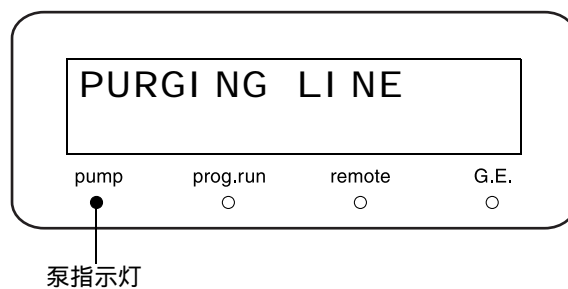 PURGING LINE
pump prog.run remote G.E.
泵指示灯